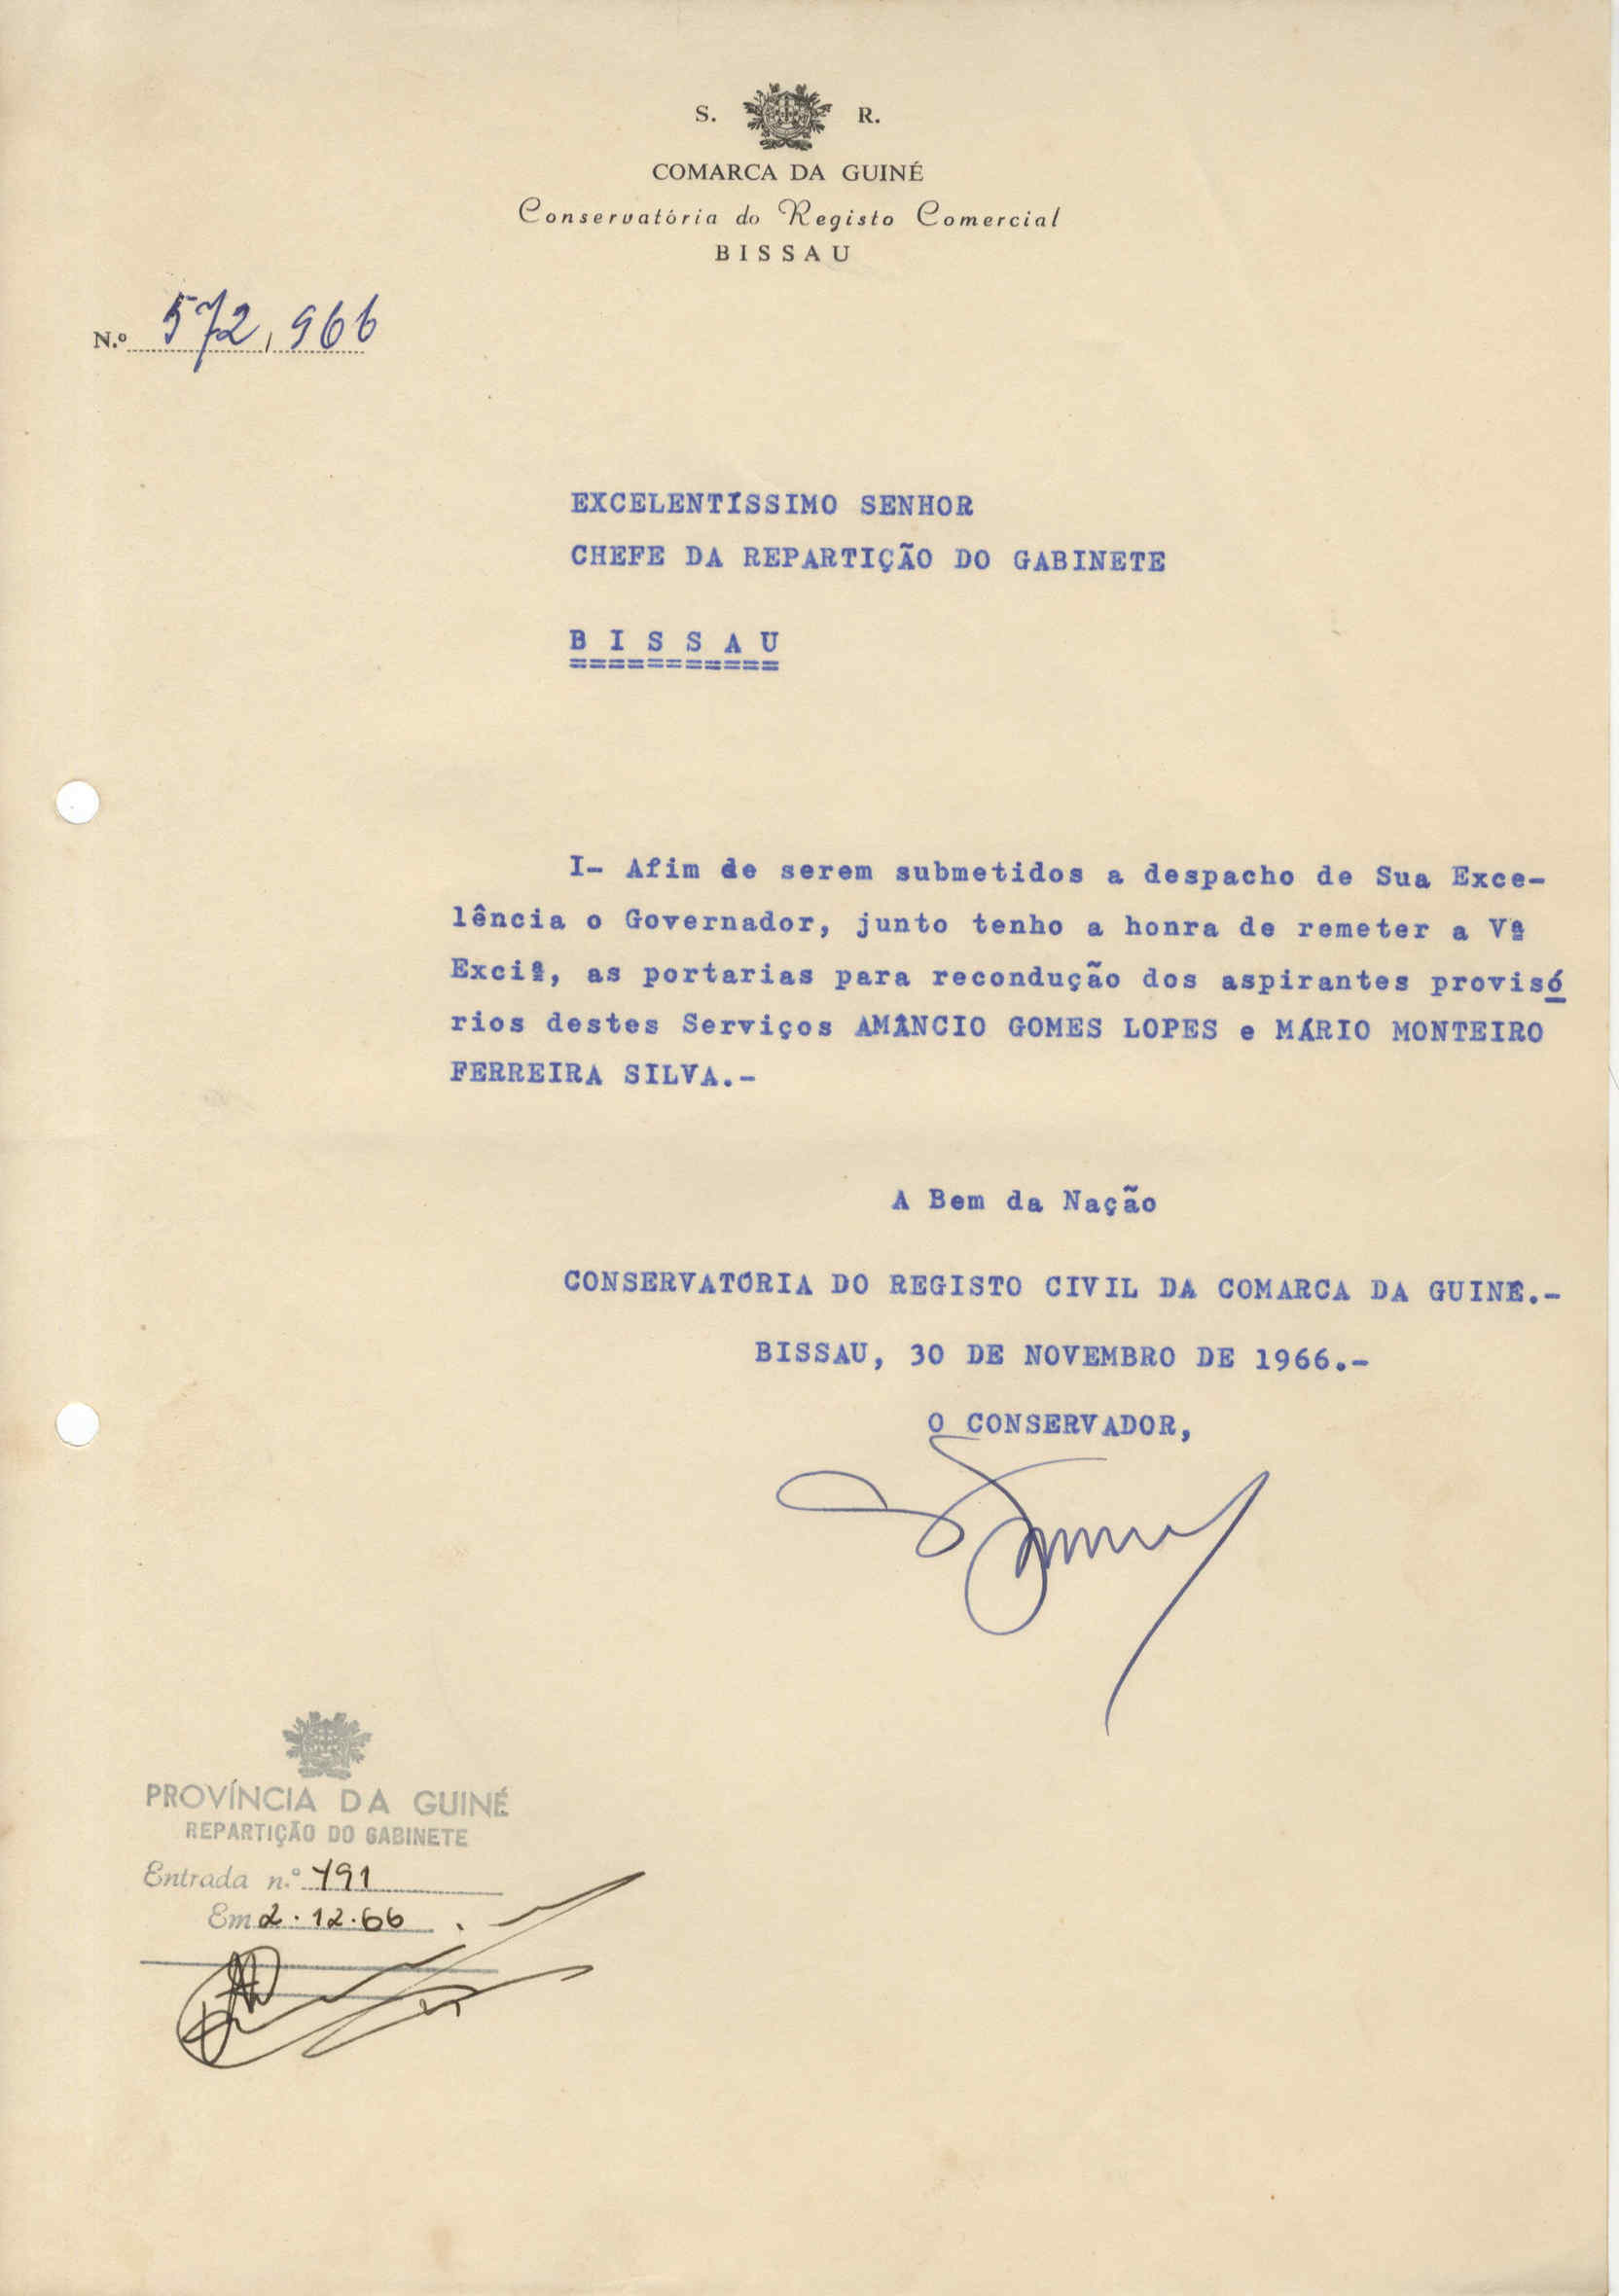 S. R.
COMARCA DA GUINÉ
Conservatória do Registo Comercial
BISSAU
N.º 572,966
EXCELENTÍSSIMO SENHOR
CHEFE DA REPARTIÇÃO DO GABINETE
B I S S A U
===========
I- Afim de serem submetidos a despacho de Sua Exce-
lência o Governador, junto tenho a honra de remeter a Vª
Exciª, as portarias para recondução dos aspirantes provisó
rios destes Serviços AMÂNCIO GOMES LOPES e MÁRIO MONTEIRO
FERREIRA SILVA.-
A Bem da Nação
CONSERVATÓRIA DO REGISTO CIVIL DA COMARCA DA GUINÉ.-
BISSAU, 30 DE NOVEMBRO DE 1966.-
O CONSERVADOR,
PROVÍNCIA DA GUINÉ
REPARTIÇÃO DO GABINETE
Entrada n.º 191
Em 2.12.66